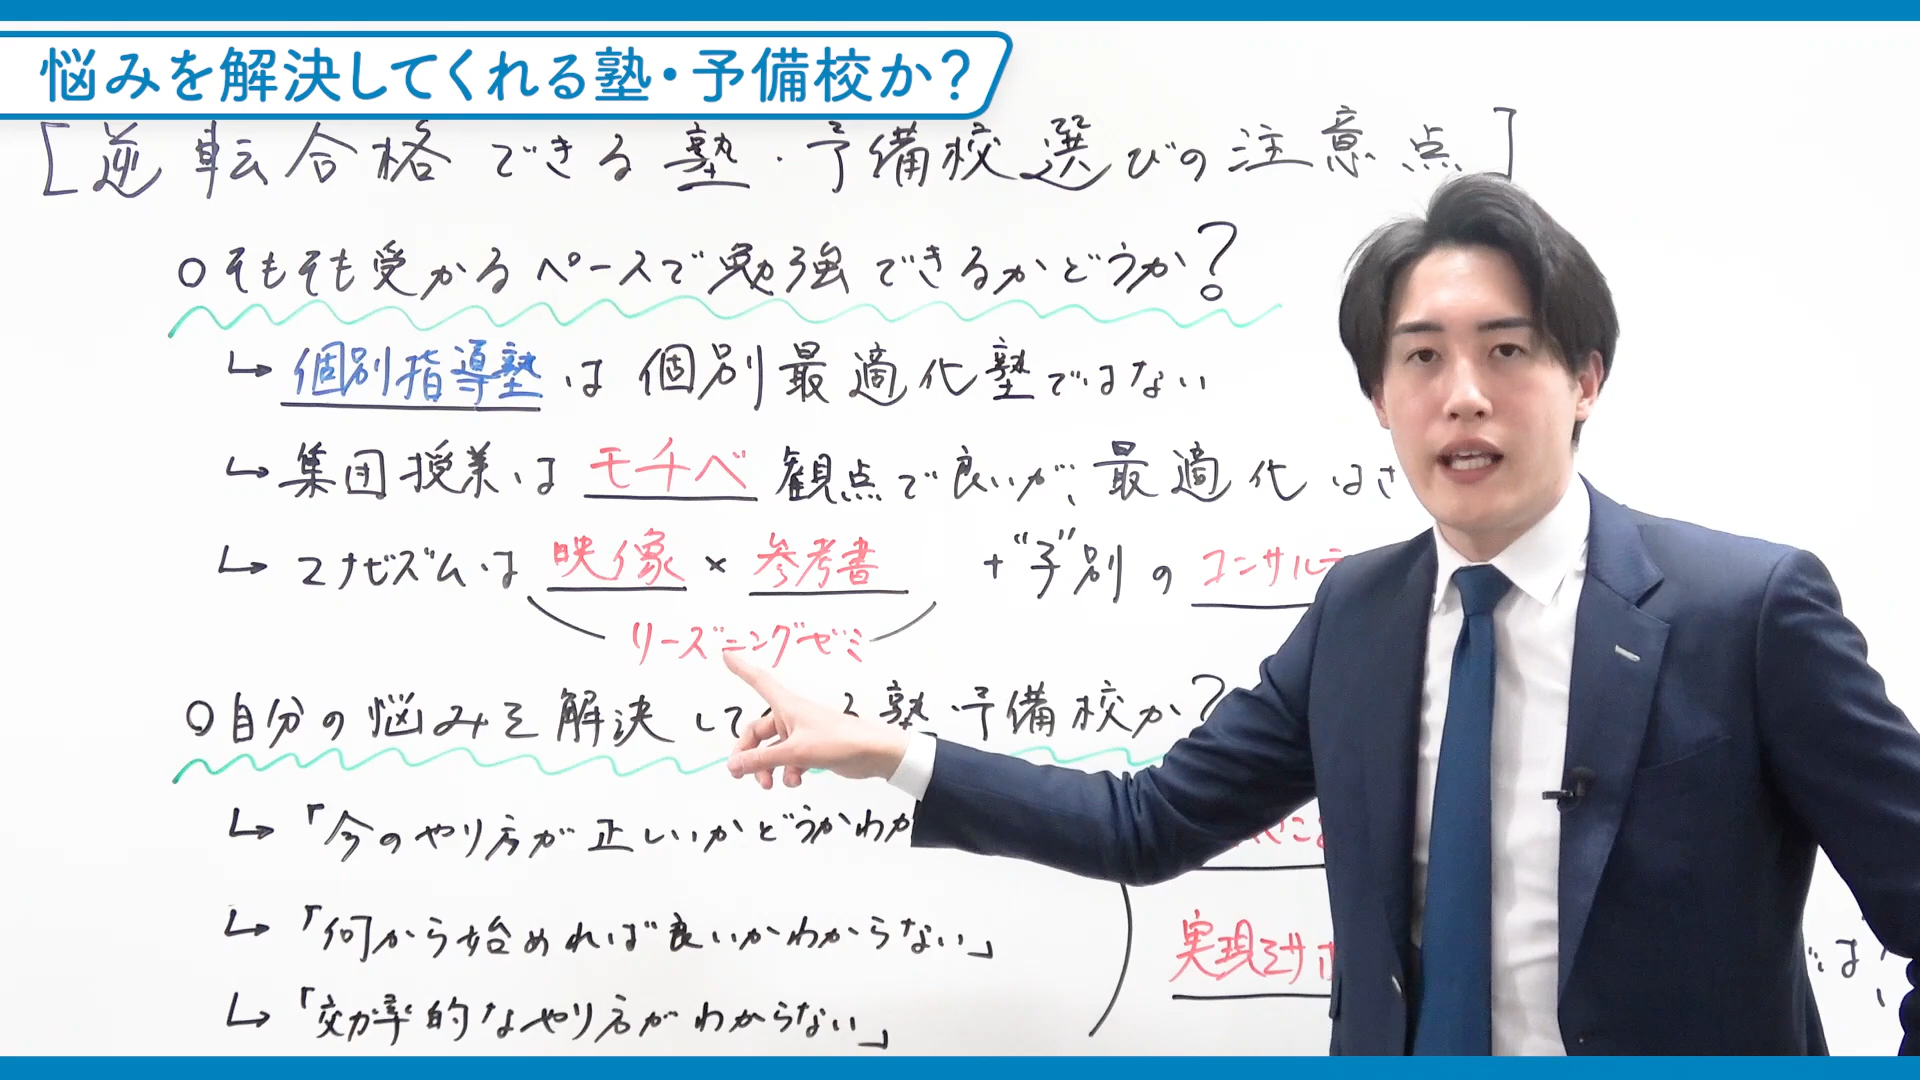 悩みを解決してくれる塾・予備校か?
[逆転合格できる塾・予備校選びの注意点]
○そもそも受かるペースで勉強できるかどうか?
↳ 個別指導塾は個別最適化塾ではない
↳ 集団授業はモチベ観点で良いが、最適化はさ
↳ マナビズムは 映像 × 参考書 + "子"別のコンサルテ
リーズニングゼミ
○自分の悩みを解決して る塾・予備校か?
↳ 「今のやり方が正しいかどうかわか
↳ 「何から始めれば良いかわからない」
実現をサポ
↳ 「効率的なやり方がわからない」